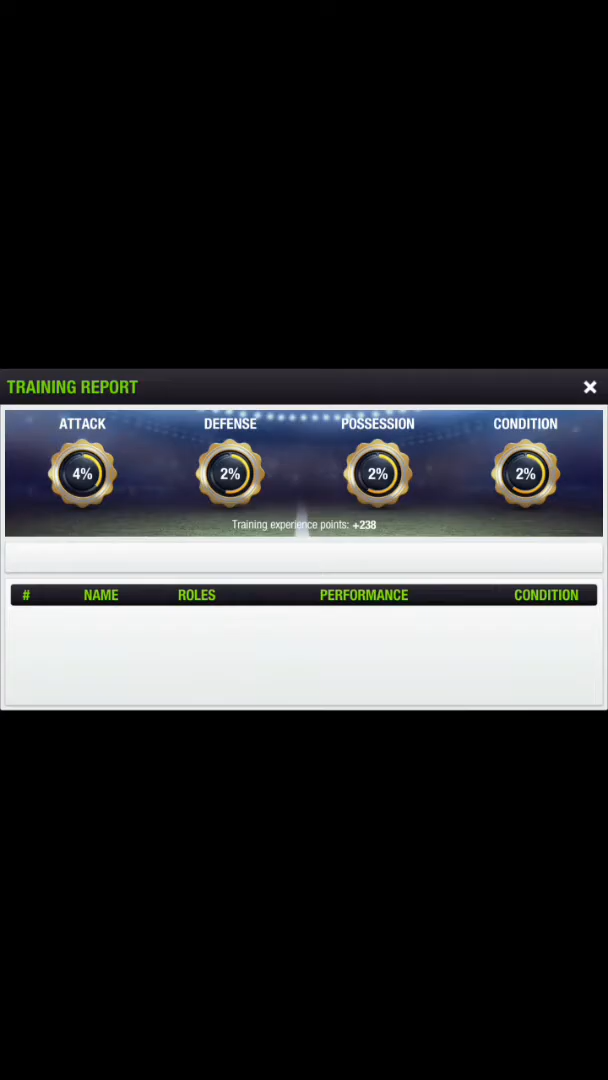 TRAINING REPORT
ATTACK DEFENSE POSSESSION CONDITION
4% 2% 2% 2%
Training experience points: +238
# NAME ROLES PERFORMANCE CONDITION